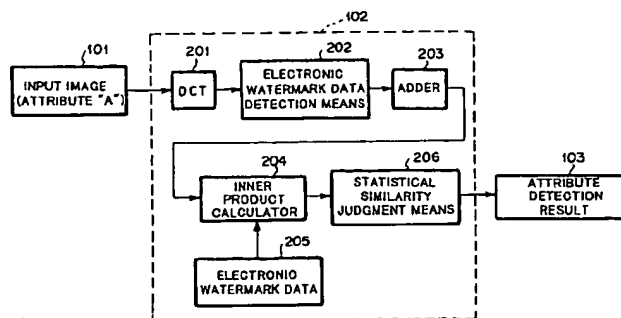 102
101
201
202
203
INPUT IMAGE
(ATTRIBUTE "A")
DCT
ELECTRONIC
WATERMARK DATA
DETECTION MEANS
ADDER
204
206
103
INNER
PRODUCT
CALCULATOR
STATISTICAL
SIMILARITY
JUDGMENT MEANS
ATTRIBUTE
DETECTION
RESULT
205
ELECTRONIC
WATERMARK DATA